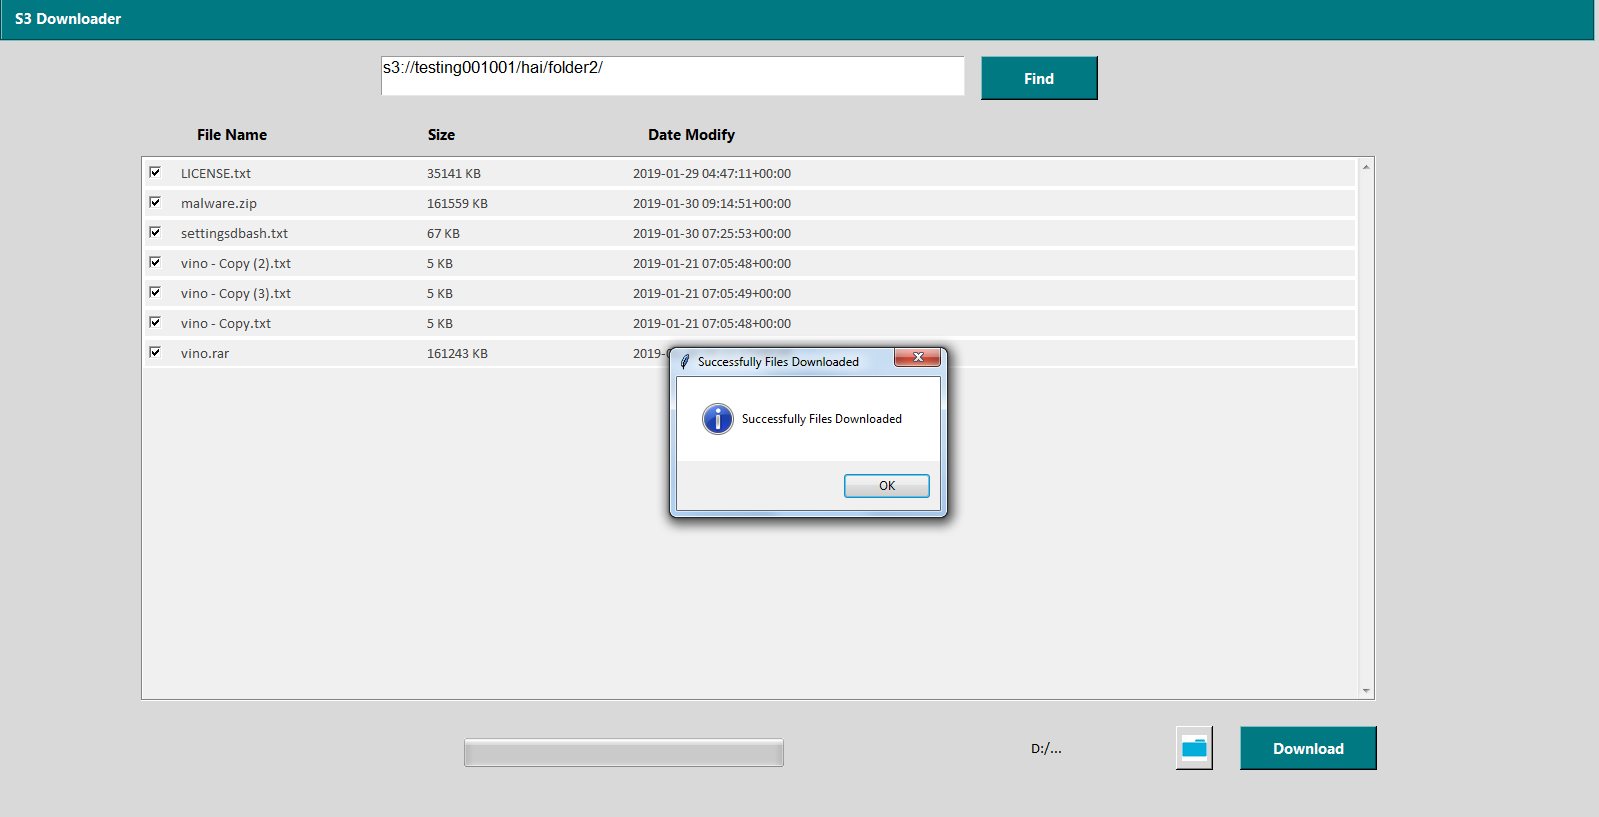 S3 Downloader
s3://testing001001/hai/folder2/
Find
File Name Size Date Modify
LICENSE.txt 35141 KB 2019-01-29 04:47:11+00:00
malware.zip 161559 KB 2019-01-30 09:14:51+00:00
settingsdbash.txt 67 KB 2019-01-30 07:25:53+00:00
vino - Copy (2).txt 5 KB 2019-01-21 07:05:48+00:00
vino - Copy (3).txt 5 KB 2019-01-21 07:05:49+00:00
vino - Copy.txt 5 KB 2019-01-21 07:05:48+00:00
vino.rar 161243 KB 2019-0
Successfully Files Downloaded
Successfully Files Downloaded
OK
D:/...
Download